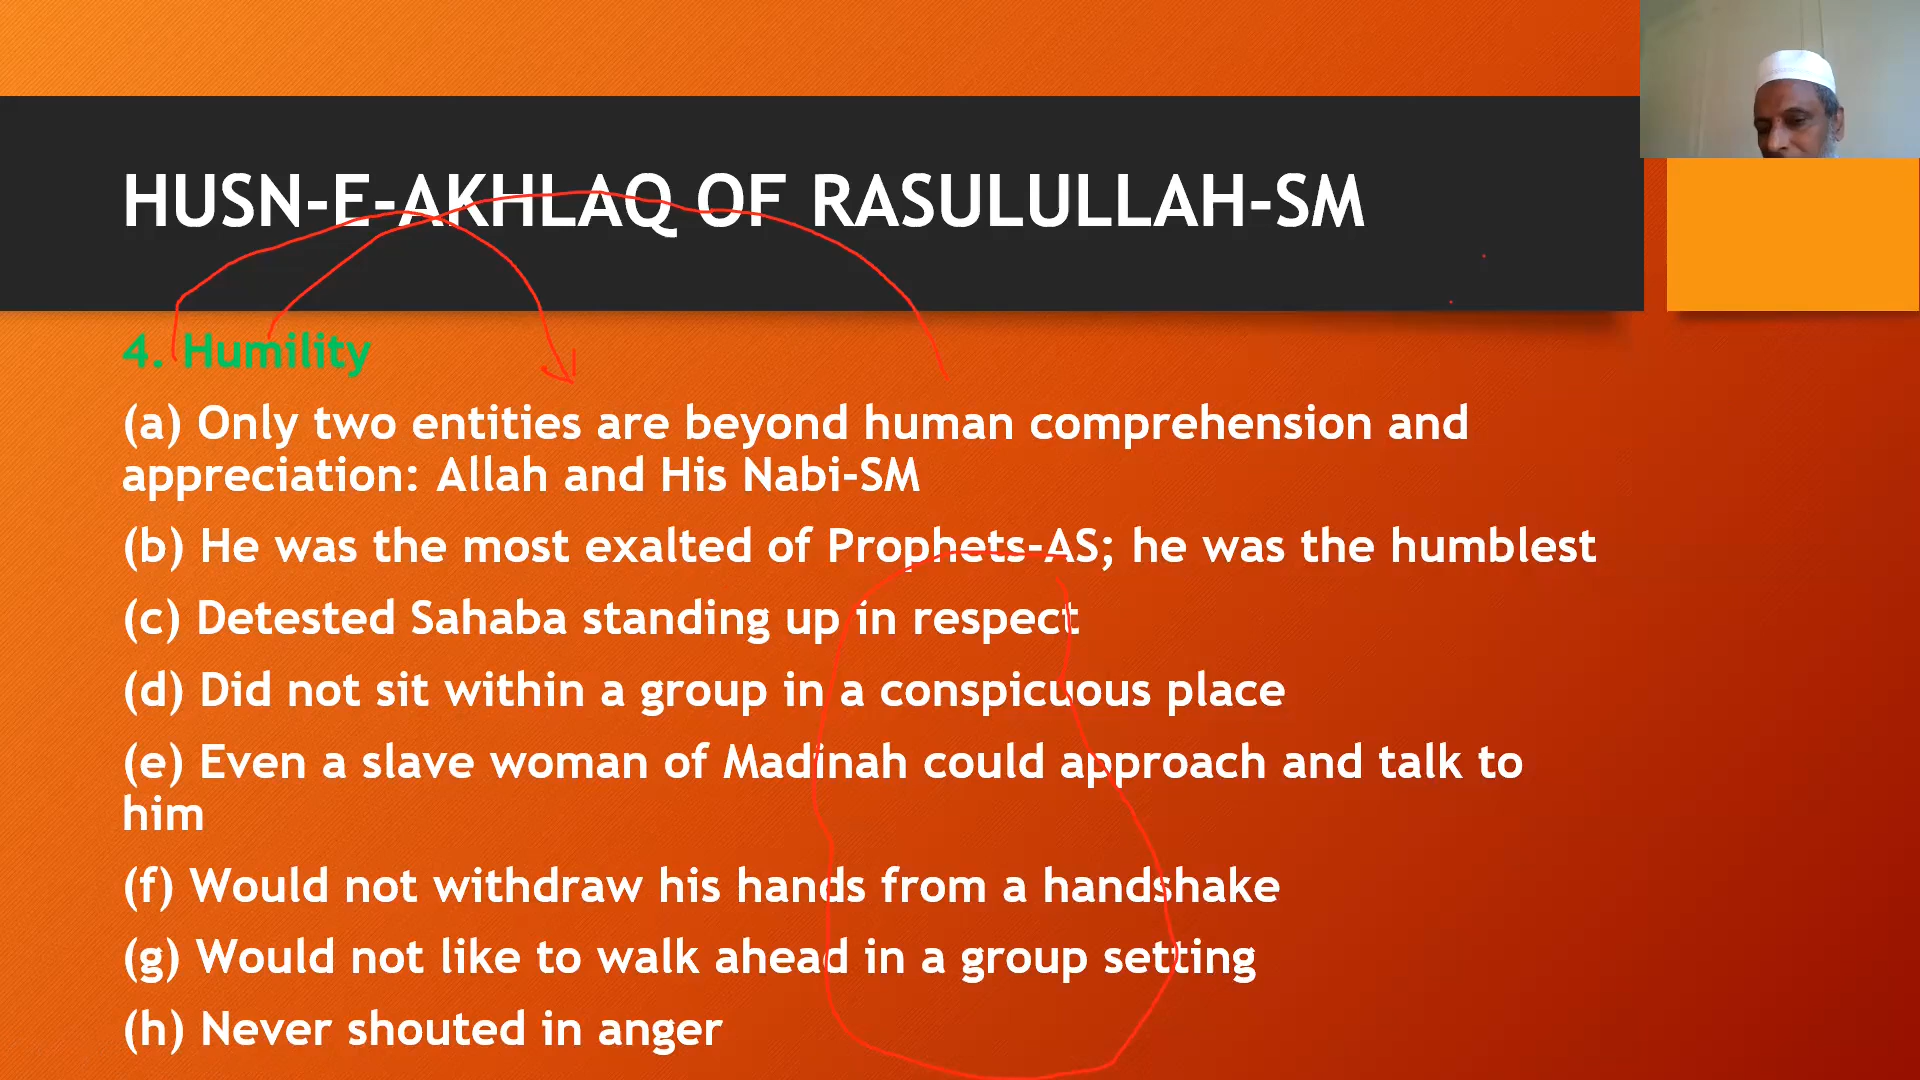 HUSN-E-AKHLAQ OF RASULULLAH-SM
4. Humility
(a) Only two entities are beyond human comprehension and
appreciation: Allah and His Nabi-SM
(b) He was the most exalted of Prophets-AS; he was the humblest
(c) Detested Sahaba standing up in respect
(d) Did not sit within a group in a conspicuous place
(e) Even a slave woman of Madinah could approach and talk to
him
(f) Would not withdraw his hands from a handshake
(g) Would not like to walk ahead in a group setting
(h) Never shouted in anger